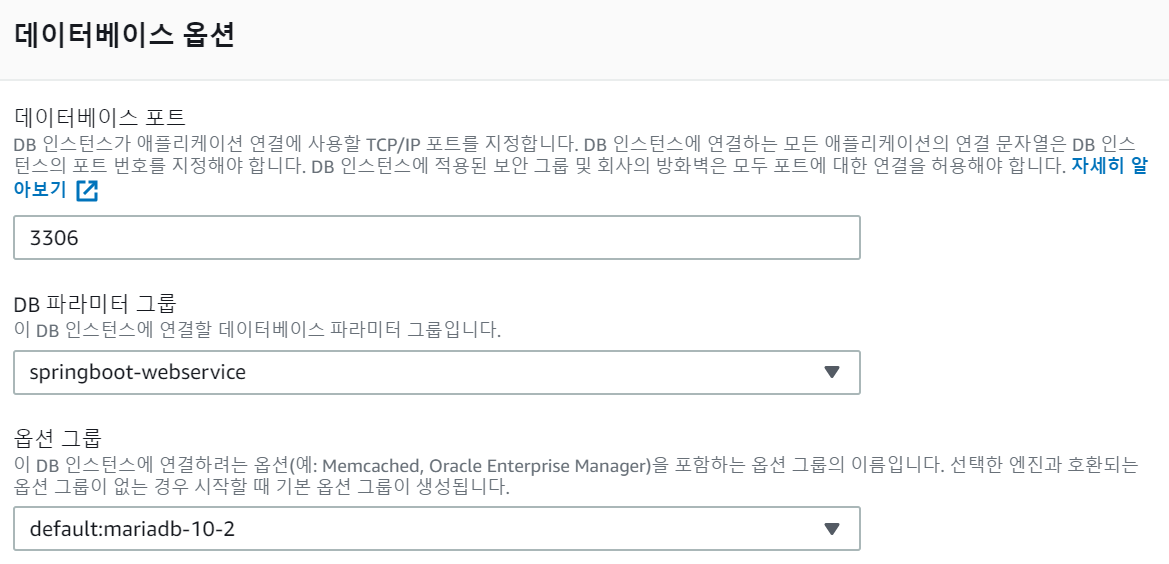 데이터베이스 옵션
데이터베이스 포트
DB 인스턴스가 애플리케이션 연결에 사용할 TCP/IP 포트를 지정합니다. DB 인스턴스에 연결하는 모든 애플리케이션의 연결 문자열은 DB 인스
턴스의 포트 번호를 지정해야 합니다. DB 인스턴스에 적용된 보안 그룹 및 회사의 방화벽은 모두 포트에 대한 연결을 허용해야 합니다. 자세히 알
아보기
3306
DB 파라미터 그룹
이 DB 인스턴스에 연결할 데이터베이스 파라미터 그룹입니다.
springboot-webservice
옵션 그룹
이 DB 인스턴스에 연결하려는 옵션(예: Memcached, Oracle Enterprise Manager)을 포함하는 옵션 그룹의 이름입니다. 선택한 엔진과 호환되는
옵션 그룹이 없는 경우 시작할 때 기본 옵션 그룹이 생성됩니다.
default:mariadb-10-2